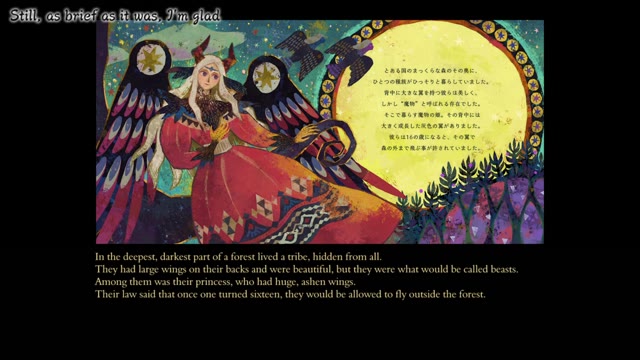 Still, as brief as it was, I'm glad
とある国のまっくらな森のその奥に、
ひとつの種族がひっそりと暮らしていました。
背中に大きな翼を持つ彼らは美しく、
しかし“魔物”と呼ばれる存在でした。
そこで暮らす魔物の姫。その背中には
大きく成長した灰色の翼がありました。
彼らは16の歳になると、その翼で
森の外まで飛ぶ事が許されていました。
In the deepest, darkest part of a forest lived a tribe, hidden from all.
They had large wings on their backs and were beautiful, but they were what would be called beasts.
Among them was their princess, who had huge, ashen wings.
Their law said that once one turned sixteen, they would be allowed to fly outside the forest.